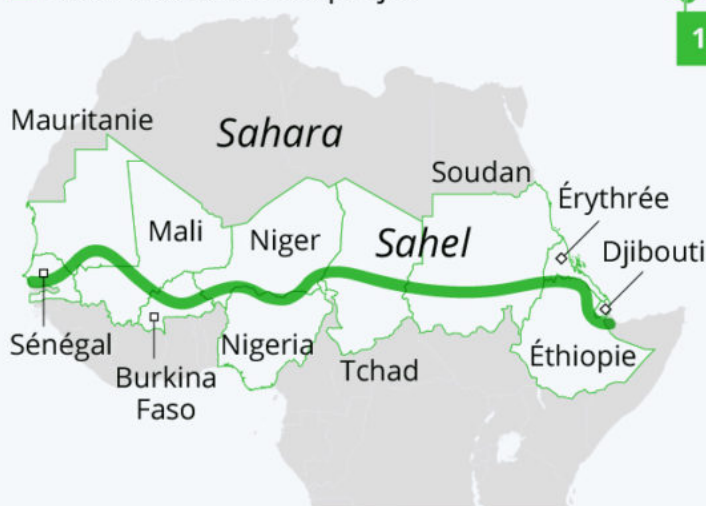 1
Mauritanie
Sahara
Soudan
Érythrée
Mali
Niger
Sahel
Djibouti
Sénégal
Burkina
Faso
Nigeria
Tchad
Éthiopie